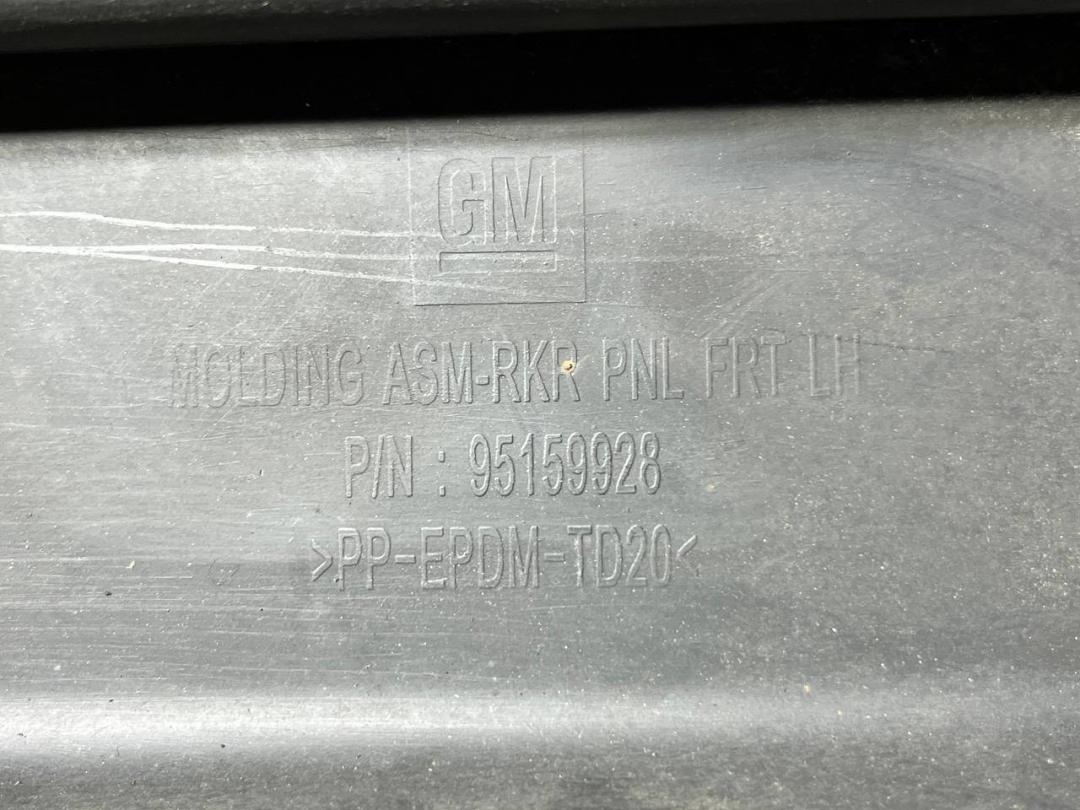 GM
MOLDING ASM-RKR PNL FRT LH
P/N : 95159928
>PP-EPDM-TD20<